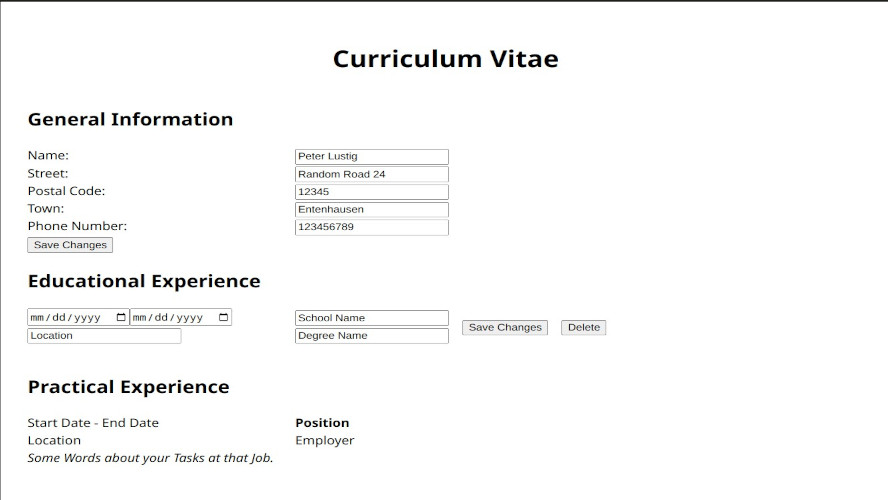 Curriculum Vitae
General Information
Name: Peter Lustig
Street: Random Road 24
Postal Code: 12345
Town: Entenhausen
Phone Number: 123456789
Save Changes
Educational Experience
mm/dd/yyyy mm/dd/yyyy School Name
Location Degree Name
Save Changes Delete
Practical Experience
Start Date - End Date Position
Location Employer
Some Words about your Tasks at that Job.